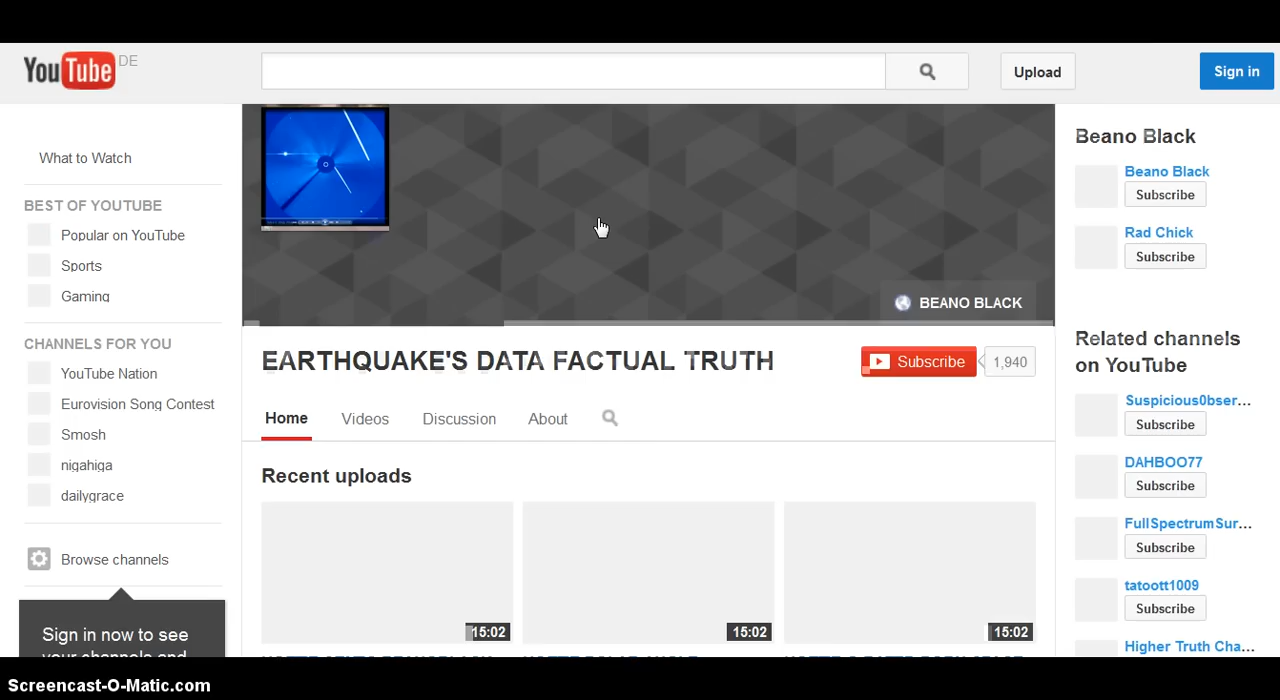 YouTube DE
Upload
Sign in
What to Watch
BEST OF YOUTUBE
Popular on YouTube
Sports
Gaming
CHANNELS FOR YOU
YouTube Nation
Eurovision Song Contest
Smosh
nigahiga
dailygrace
Browse channels
Sign in now to see
your channels and
BEANO BLACK
EARTHQUAKE'S DATA FACTUAL TRUTH
Subscribe 1,940
Home Videos Discussion About
Recent uploads
15:02 15:02 15:02
Beano Black
Beano Black
Subscribe
Rad Chick
Subscribe
Related channels
on YouTube
Suspicious0bser...
Subscribe
DAHBOO77
Subscribe
FullSpectrumSur...
Subscribe
tatoott1009
Subscribe
Higher Truth Cha...
Screencast-O-Matic.com